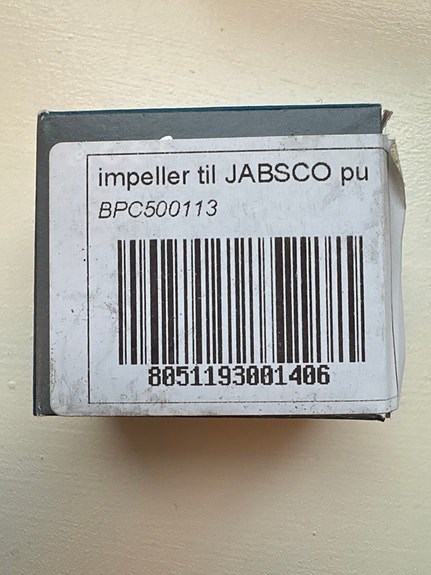 impeller til JABSCO pu
BPC500113
8051193001406